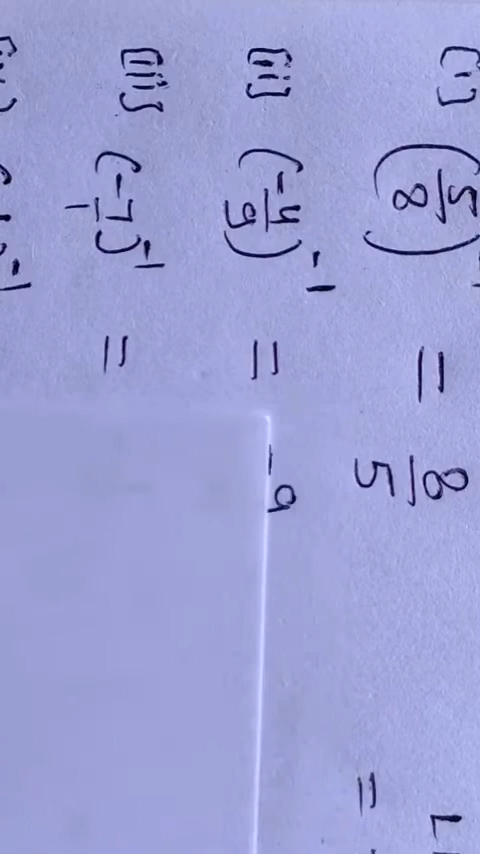 [i] (5/8)⁻¹ = 8/5
[ii] (-4/9)⁻¹ = -9
[iii] (-7/1)⁻¹ =